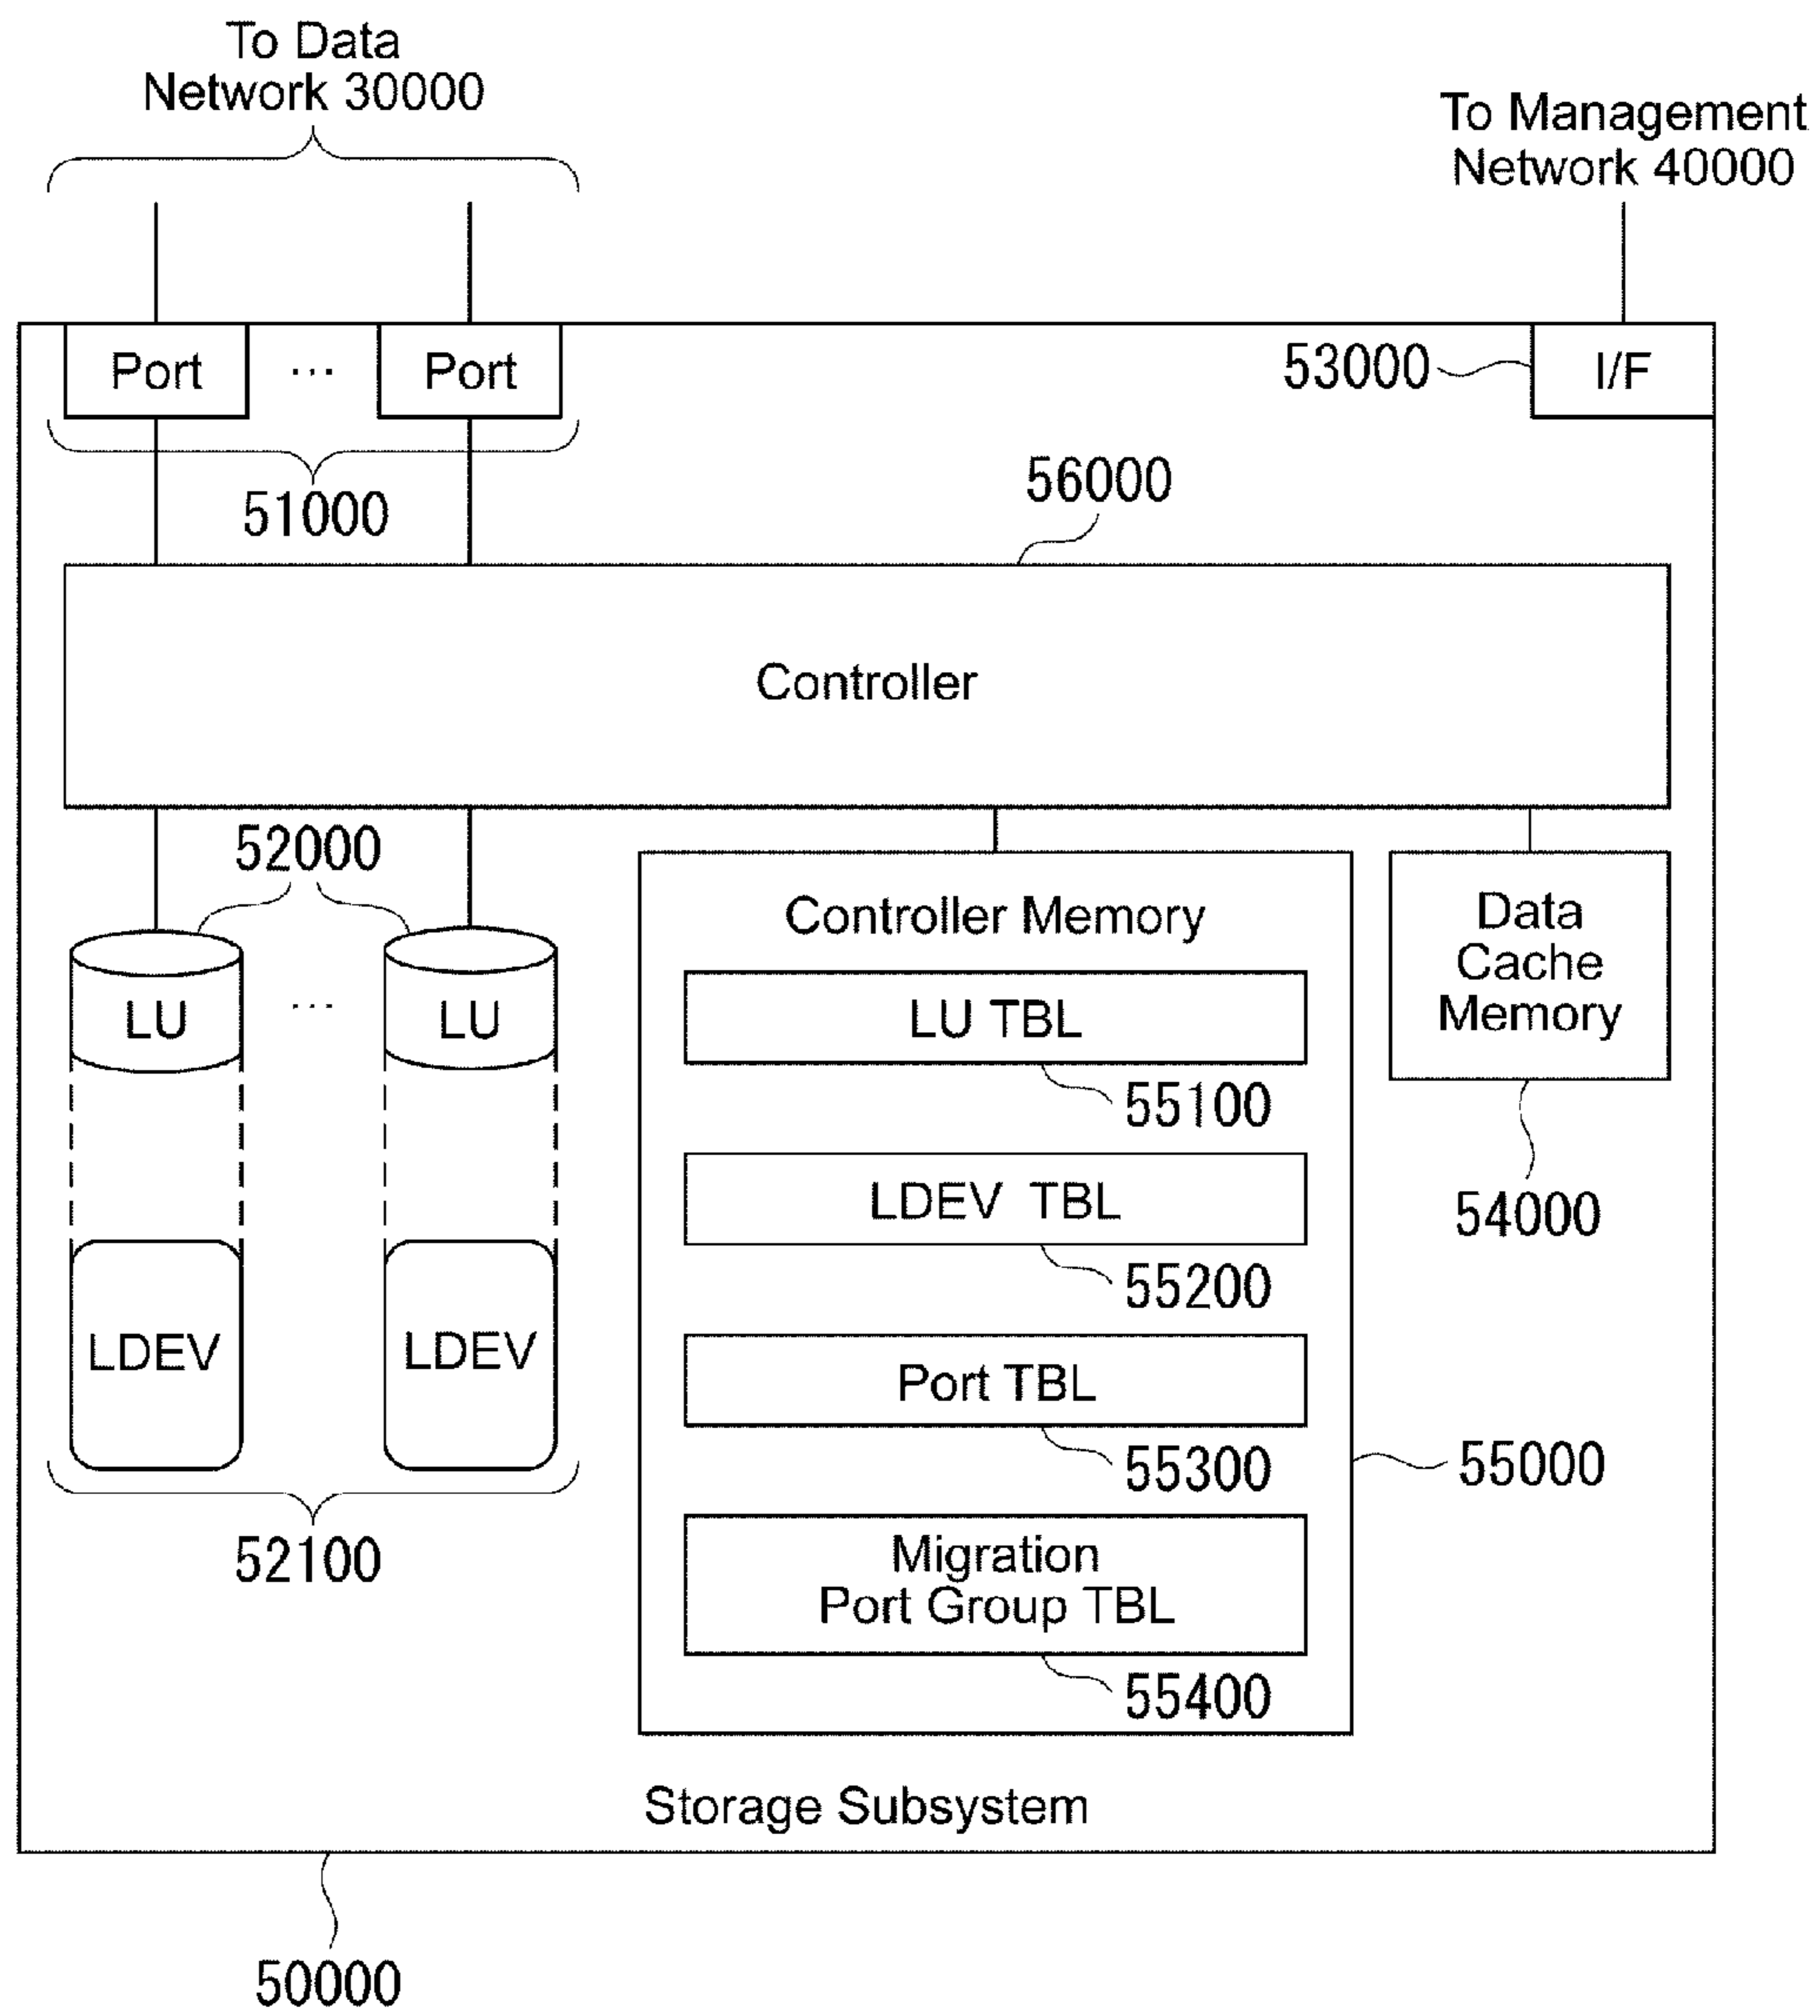 To Data
Network 30000
To Management
Network 40000
Port
...
Port
53000
I/F
51000
56000
Controller
52000
Controller Memory
Data
Cache
Memory
LU
...
LU
LU TBL
55100
LDEV TBL
54000
55200
LDEV
LDEV
Port TBL
55300
55000
52100
Migration
Port Group TBL
55400
Storage Subsystem
50000